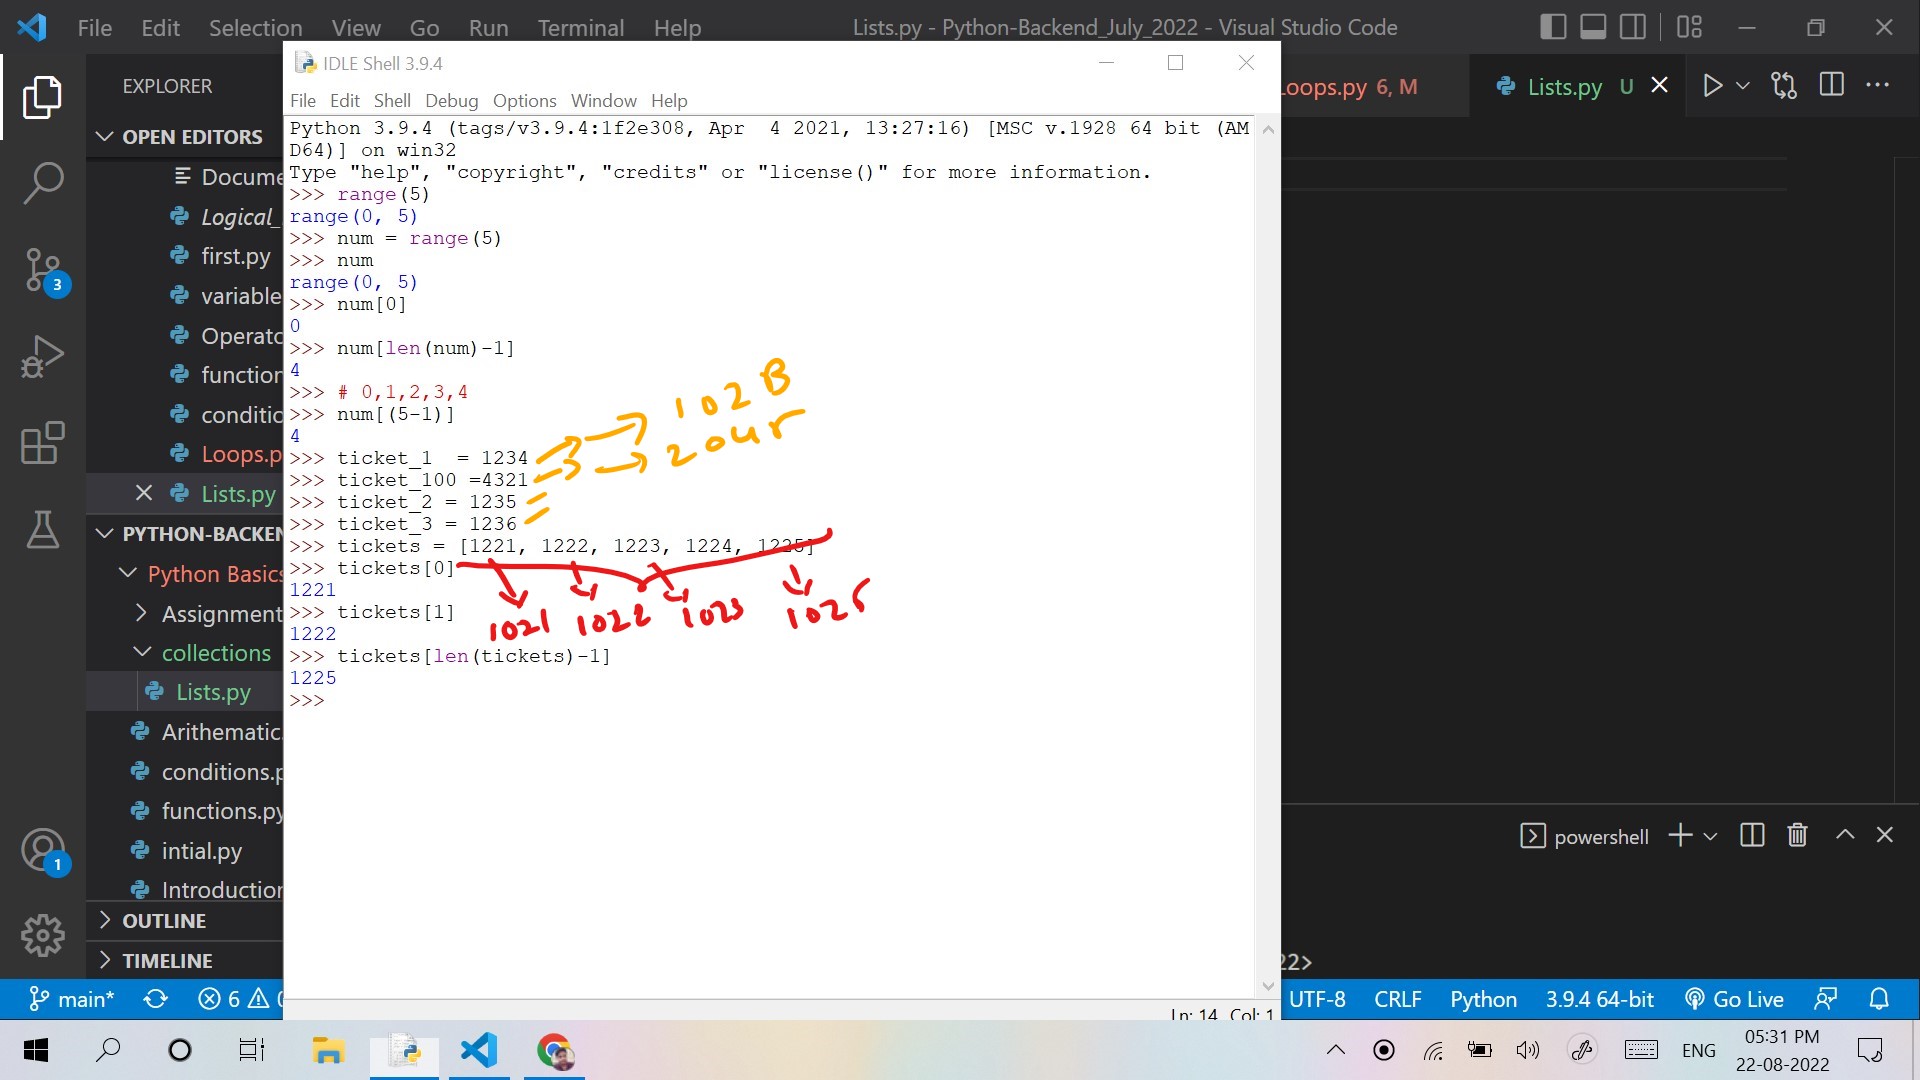 File Edit Selection View Go Run Terminal Help
Lists.py - Python-Backend_July_2022 - Visual Studio Code
IDLE Shell 3.9.4
EXPLORER
Loops.py 6, M
Lists.py U
File Edit Shell Debug Options Window Help
OPEN EDITORS
Docume
Logical_
first.py
variable
Operato
function
conditio
Loops.p
Lists.py
PYTHON-BACKEN
Python Basics
Assignment
collections
Lists.py
Arithematic.
conditions.p
functions.py
intial.py
Introduction
OUTLINE
TIMELINE
Python 3.9.4 (tags/v3.9.4:1f2e308, Apr  4 2021, 13:27:16) [MSC v.1928 64 bit (AM
D64)] on win32
Type "help", "copyright", "credits" or "license()" for more information.
>>> range(5)
range(0, 5)
>>> num = range(5)
>>> num
range(0, 5)
>>> num[0]
0
>>> num[len(num)-1]
4
>>> # 0,1,2,3,4
>>> num[(5-1)]
4
102B
>>> ticket_1  = 1234
204r
>>> ticket_100 =4321
>>> ticket_2 = 1235
>>> ticket_3 = 1236
>>> tickets = [1221, 1222, 1223, 1224, 1225]
>>> tickets[0]
1221
>>> tickets[1]
1021 1022 1023 1025
1222
>>> tickets[len(tickets)-1]
1225
>>>
powershell
22>
Ln: 14 Col: 1
main* 6
UTF-8 CRLF Python 3.9.4 64-bit Go Live
3
1
ENG
05:31 PM
22-08-2022